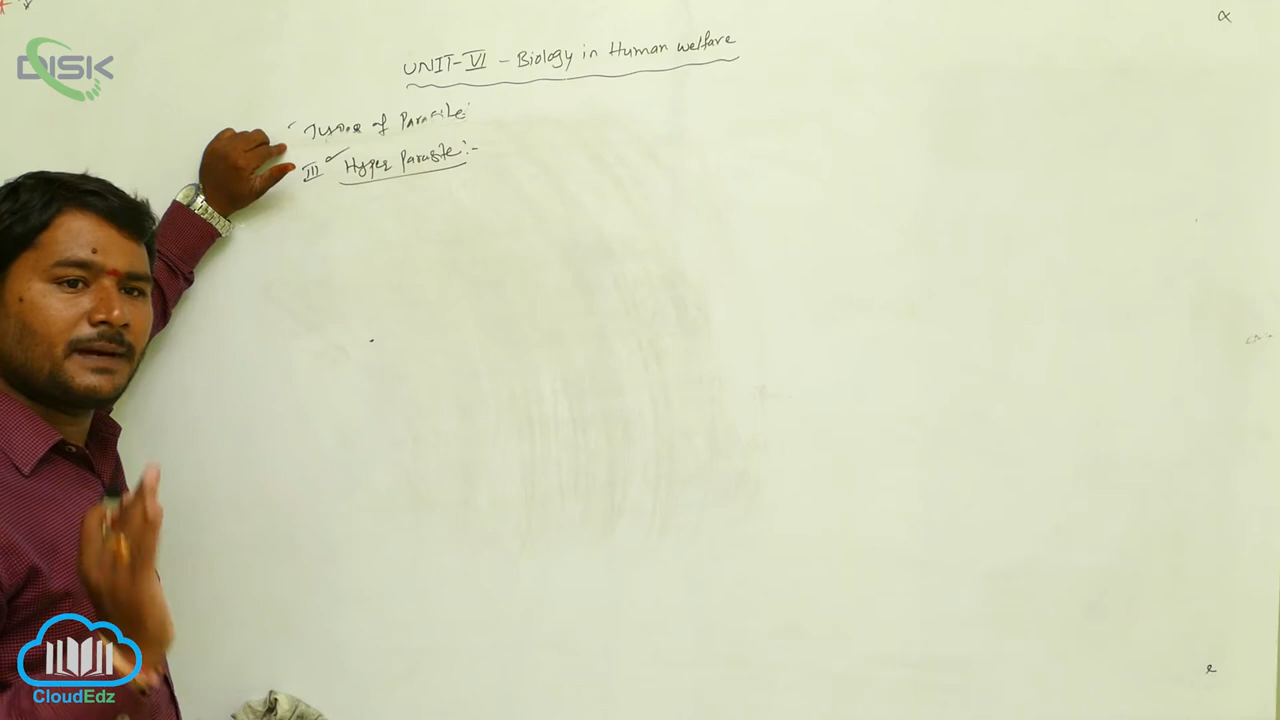 DISK
UNIT-VI - Biology in Human welfare
Types of Parasite:
III Hyper Parasite:-
CloudEdz